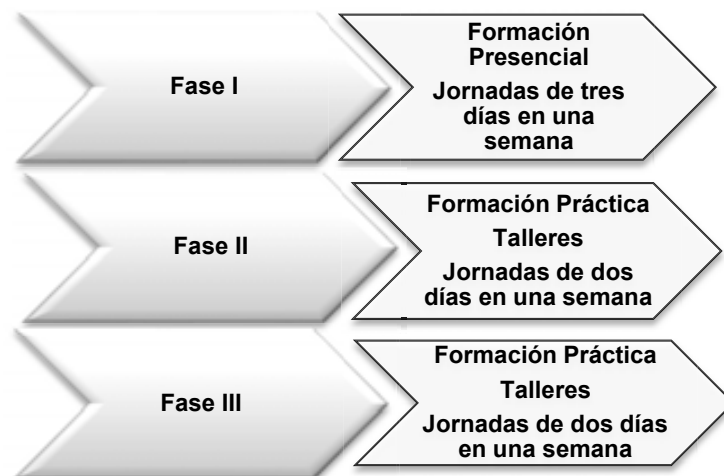 Fase I
Formación
Presencial
Jornadas de tres
días en una
semana
Fase II
Formación Práctica
Talleres
Jornadas de dos
días en una semana
Fase III
Formación Práctica
Talleres
Jornadas de dos días
en una semana